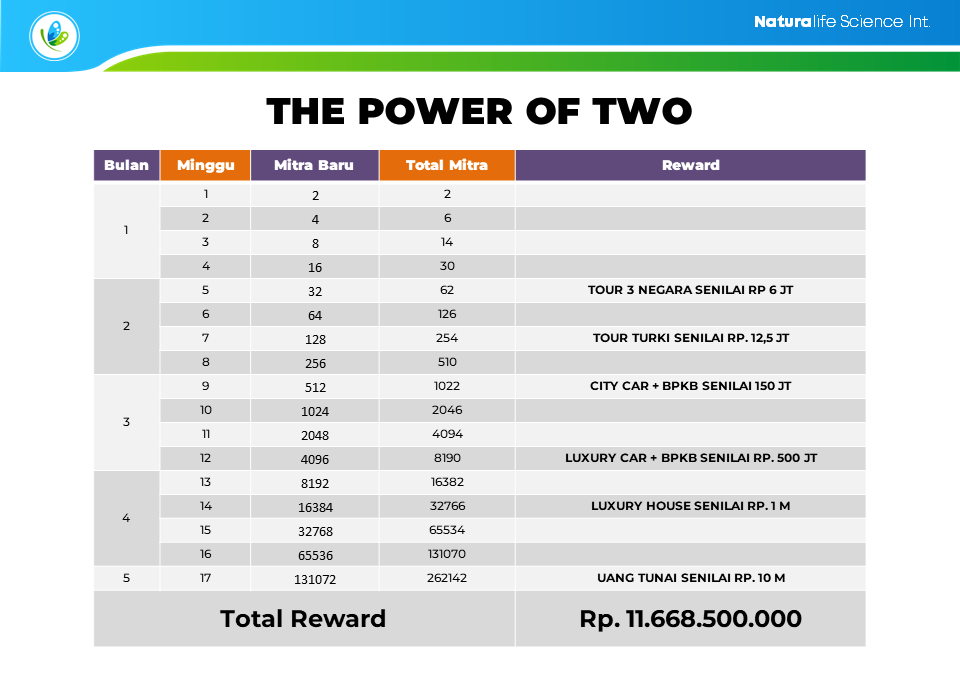 Naturalife Science Int.
THE POWER OF TWO
Bulan Minggu Mitra Baru Total Mitra Reward
1 1 2 2
2 4 6
3 8 14
4 16 30
2 5 32 62 TOUR 3 NEGARA SENILAI RP 6 JT
6 64 126
7 128 254 TOUR TURKI SENILAI RP. 12,5 JT
8 256 510
3 9 512 1022 CITY CAR + BPKB SENILAI 150 JT
10 1024 2046
11 2048 4094
12 4096 8190 LUXURY CAR + BPKB SENILAI RP. 500 JT
4 13 8192 16382
14 16384 32766 LUXURY HOUSE SENILAI RP. 1 M
15 32768 65534
16 65536 131070
5 17 131072 262142 UANG TUNAI SENILAI RP. 10 M
Total Reward Rp. 11.668.500.000